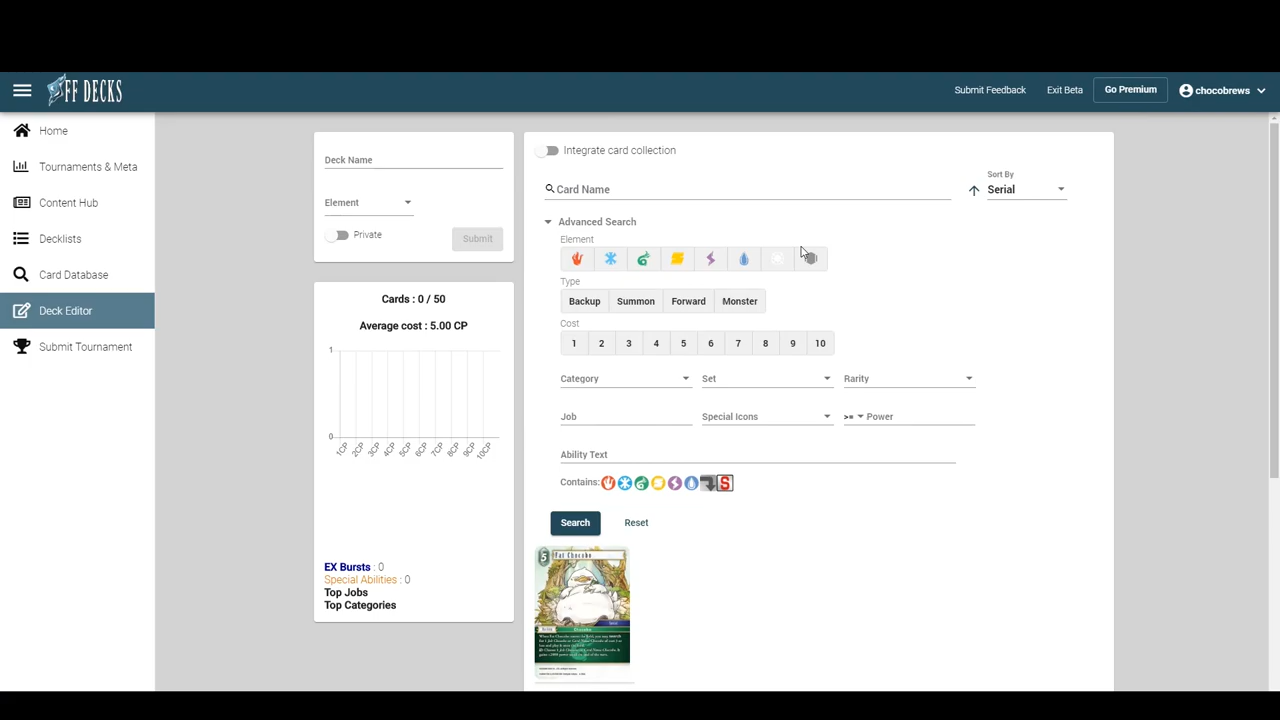 FF DECKS
Submit Feedback
Exit Beta
Go Premium
chocobrews
Home
Tournaments & Meta
Content Hub
Decklists
Card Database
Deck Editor
Submit Tournament
Deck Name
Element
Private
Submit
Cards : 0 / 50
Average cost : 5.00 CP
1
0
1CP
2CP
3CP
4CP
5CP
6CP
7CP
8CP
9CP
10CP
EX Bursts : 0
Special Abilities : 0
Top Jobs
Top Categories
Integrate card collection
Card Name
Sort By
Serial
Advanced Search
Element
Type
Backup Summon Forward Monster
Cost
1 2 3 4 5 6 7 8 9 10
Category Set Rarity
Job Special Icons >= Power
Ability Text
Contains: S
Search Reset
5 Fat Chocobo